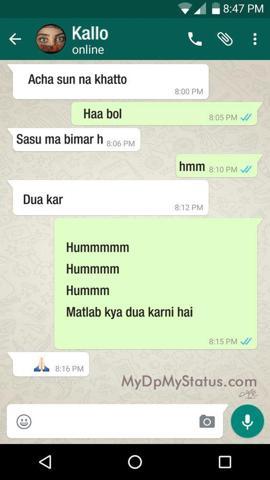 8:47 PM
Kallo
online
Acha sun na khatto
8:00 PM
Haa bol
8:05 PM
Sasu ma bimar h 8:06 PM
hmm 8:10 PM
Dua kar
8:12 PM
Hummmmm
Hummmm
Hummm
Matlab kya dua karni hai
8:15 PM
8:16 PM
MyDpMyStatus.com